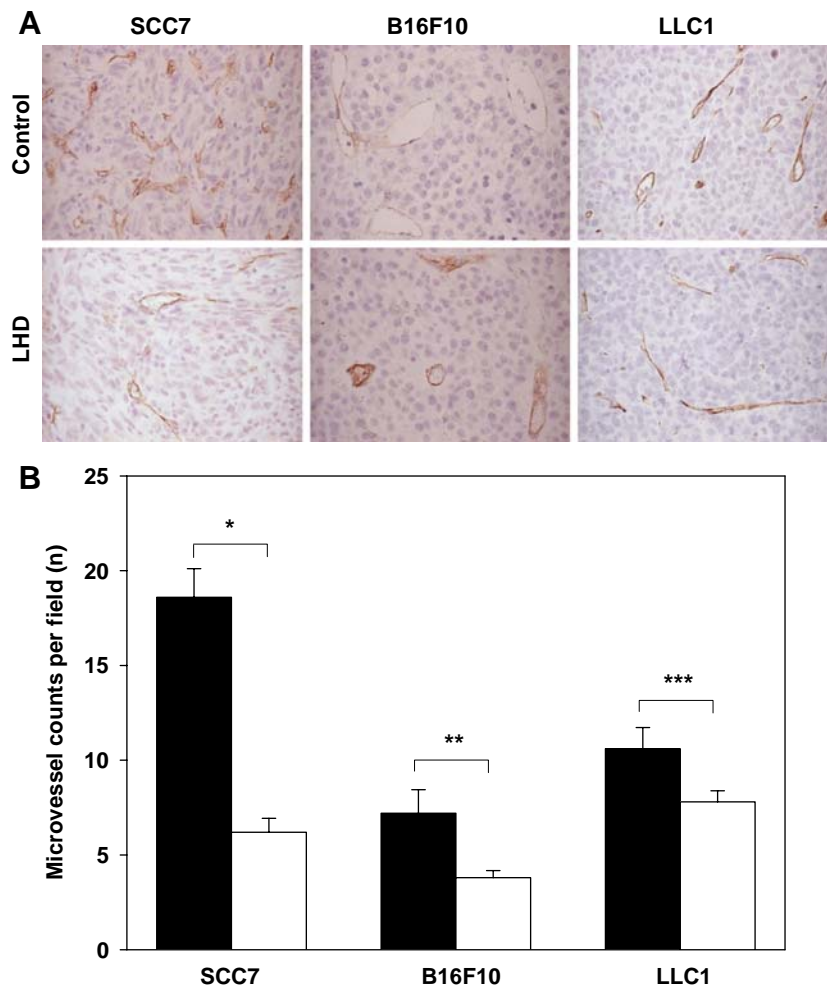 A
SCC7 B16F10 LLC1
Control
LHD
B
Microvessel counts per field (n)
25
20
15
10
5
0
*
**
***
SCC7 B16F10 LLC1